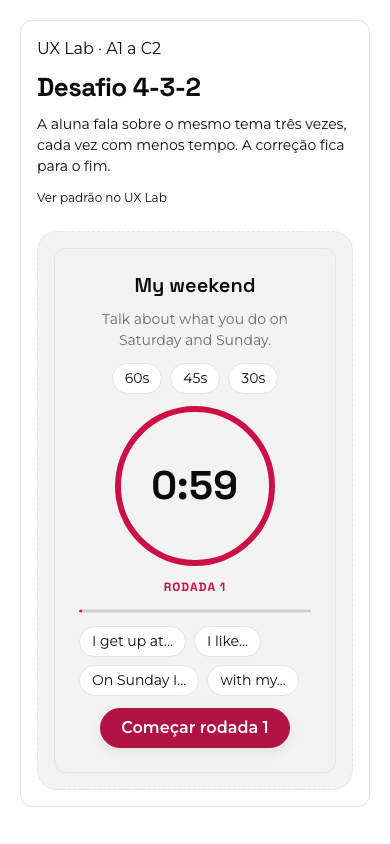 UX Lab · A1 a C2
Desafio 4-3-2
A aluna fala sobre o mesmo tema três vezes,
cada vez com menos tempo. A correção fica
para o fim.
Ver padrão no UX Lab
My weekend
Talk about what you do on
Saturday and Sunday.
60s 45s 30s
0:59
RODADA 1
I get up at... I like...
On Sunday I... with my...
Começar rodada 1